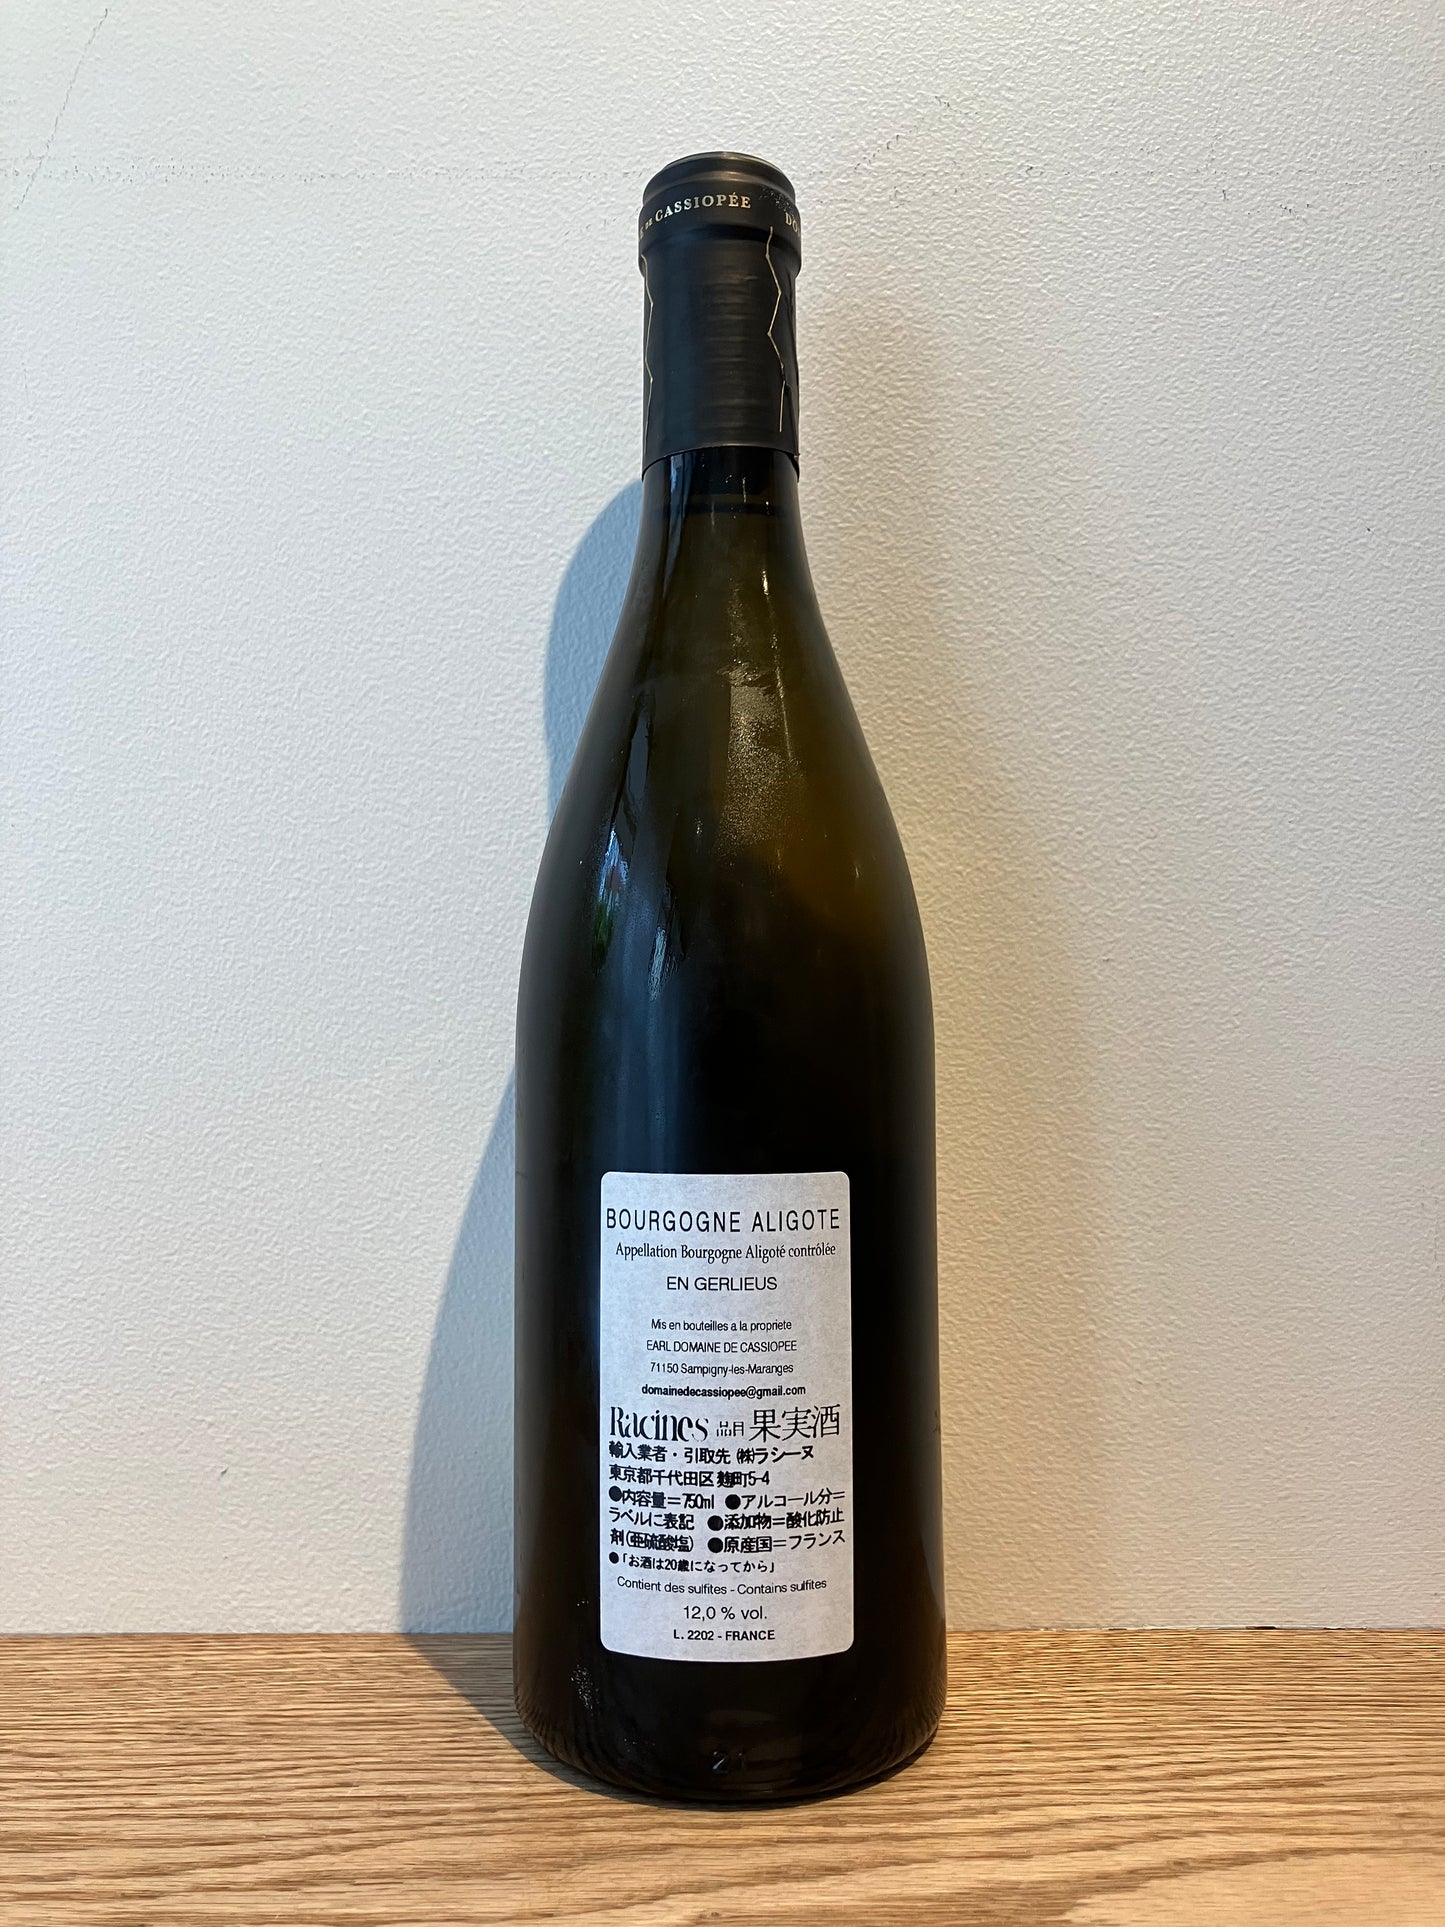 DE CASSIOPÉE
BOURGOGNE ALIGOTE
Appellation Bourgogne Aligoté contrôlée
EN GERLIEUS
Mis en bouteilles a la propriete
EARL DOMAINE DE CASSIOPEE
71150 Sampigny-les-Maranges
domainedecassiopee@gmail.com
Racines 品目 果実酒
輸入業者・引取先 ㈱ラシーヌ
東京都千代田区麹町5-4
●内容量=750ml ●アルコール分=
ラベルに表記 ●添加物=酸化防止
剤(亜硫酸塩) ●原産国=フランス
●「お酒は20歳になってから」
Contient des sulfites - Contains sulfites
12,0 % vol.
L. 2202 - FRANCE
21